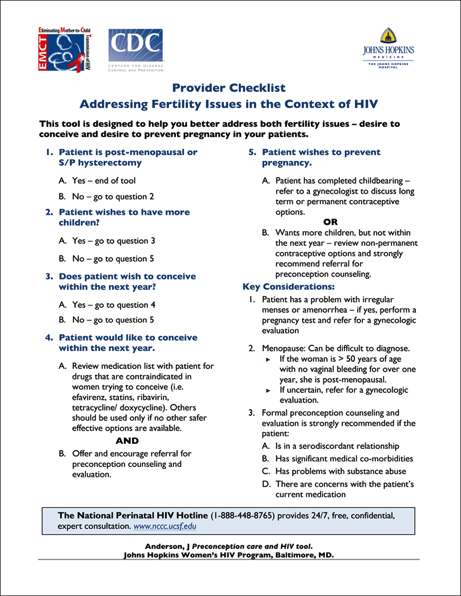 Eliminating Mother-to-Child
EMCT
Transmission of HIV
CDC
CENTERS FOR DISEASE
CONTROL AND PREVENTION
JOHNS HOPKINS
MEDICINE
THE JOHNS HOPKINS
HOSPITAL
Provider Checklist
Addressing Fertility Issues in the Context of HIV
This tool is designed to help you better address both fertility issues – desire to
conceive and desire to prevent pregnancy in your patients.
1. Patient is post-menopausal or
S/P hysterectomy
A. Yes – end of tool
B. No – go to question 2
2. Patient wishes to have more
children?
A. Yes – go to question 3
B. No – go to question 5
3. Does patient wish to conceive
within the next year?
A. Yes – go to question 4
B. No – go to question 5
4. Patient would like to conceive
within the next year.
A. Review medication list with patient for
drugs that are contraindicated in
women trying to conceive (i.e.
efavirenz, statins, ribavirin,
tetracycline/ doxycycline). Others
should be used only if no other safer
effective options are available.
AND
B. Offer and encourage referral for
preconception counseling and
evaluation.
5. Patient wishes to prevent
pregnancy.
A. Patient has completed childbearing –
refer to a gynecologist to discuss long
term or permanent contraceptive
options.
OR
B. Wants more children, but not within
the next year – review non-permanent
contraceptive options and strongly
recommend referral for
preconception counseling.
Key Considerations:
1. Patient has a problem with irregular
menses or amenorrhea – if yes, perform a
pregnancy test and refer for a gynecologic
evaluation
2. Menopause: Can be difficult to diagnose.
► If the woman is > 50 years of age
with no vaginal bleeding for over one
year, she is post-menopausal.
► If uncertain, refer for a gynecologic
evaluation.
3. Formal preconception counseling and
evaluation is strongly recommended if the
patient:
A. Is in a serodiscordant relationship
B. Has significant medical co-morbidities
C. Has problems with substance abuse
D. There are concerns with the patient's
current medication
The National Perinatal HIV Hotline (1-888-448-8765) provides 24/7, free, confidential,
expert consultation. www.nccc.ucsf.edu
Anderson, J Preconception care and HIV tool.
Johns Hopkins Women's HIV Program, Baltimore, MD.